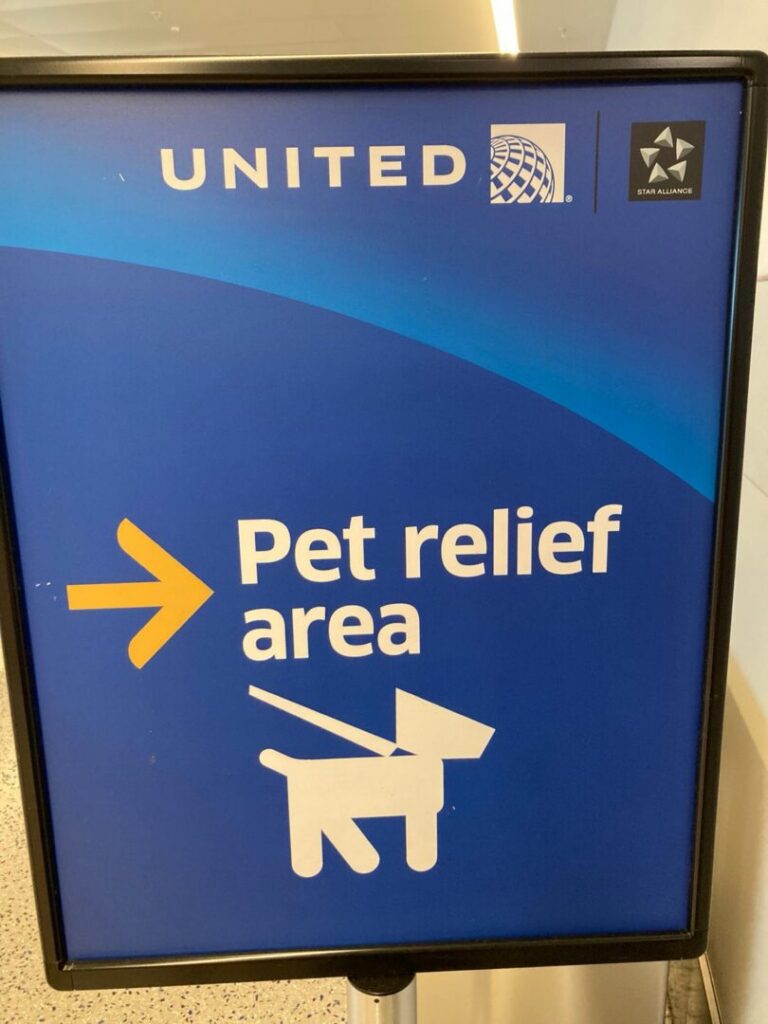 UNITED
STAR ALLIANCE
Pet relief
area